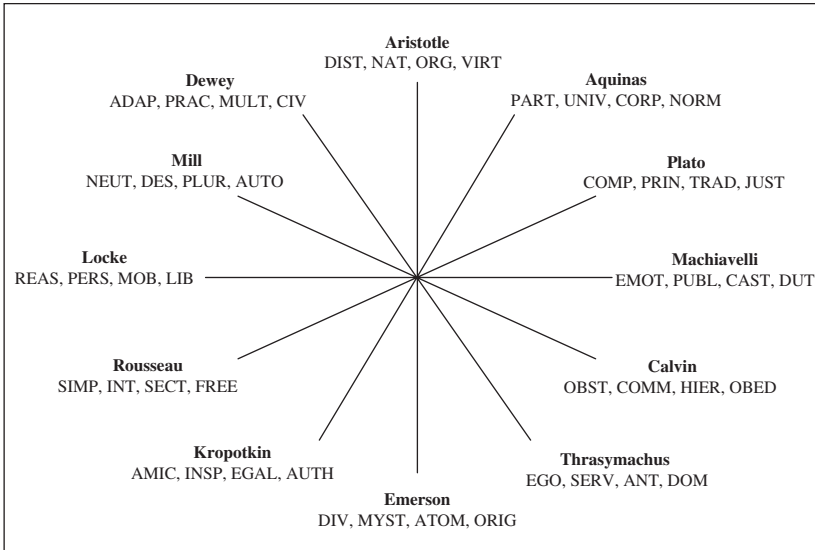 Aristotle
DIST, NAT, ORG, VIRT
Dewey
ADAP, PRAC, MULT, CIV
Aquinas
PART, UNIV, CORP, NORM
Mill
NEUT, DES, PLUR, AUTO
Plato
COMP, PRIN, TRAD, JUST
Locke
REAS, PERS, MOB, LIB
Machiavelli
EMOT, PUBL, CAST, DUT
Rousseau
SIMP, INT, SECT, FREE
Calvin
OBST, COMM, HIER, OBED
Kropotkin
AMIC, INSP, EGAL, AUTH
Thrasymachus
EGO, SERV, ANT, DOM
Emerson
DIV, MYST, ATOM, ORIG